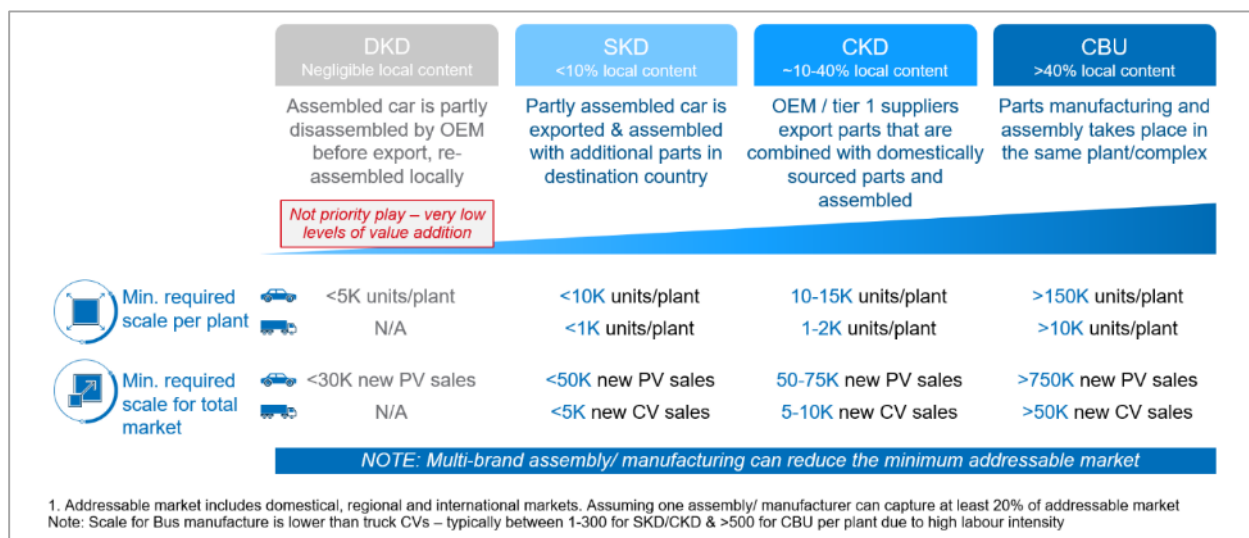 DKD
Negligible local content
SKD
<10% local content
CKD
~10-40% local content
CBU
>40% local content
Assembled car is partly
disassembled by OEM
before export, re-
assembled locally
Partly assembled car is
exported & assembled
with additional parts in
destination country
OEM / tier 1 suppliers
export parts that are
combined with domestically
sourced parts and
assembled
Parts manufacturing and
assembly takes place in
the same plant/complex
Not priority play – very low
levels of value addition
Min. required
scale per plant
<5K units/plant
<10K units/plant
10-15K units/plant
>150K units/plant
N/A
<1K units/plant
1-2K units/plant
>10K units/plant
Min. required
scale for total
market
<30K new PV sales
<50K new PV sales
50-75K new PV sales
>750K new PV sales
N/A
<5K new CV sales
5-10K new CV sales
>50K new CV sales
NOTE: Multi-brand assembly/ manufacturing can reduce the minimum addressable market
1. Addressable market includes domestical, regional and international markets. Assuming one assembly/ manufacturer can capture at least 20% of addressable market
Note: Scale for Bus manufacture is lower than truck CVs – typically between 1-300 for SKD/CKD & >500 for CBU per plant due to high labour intensity